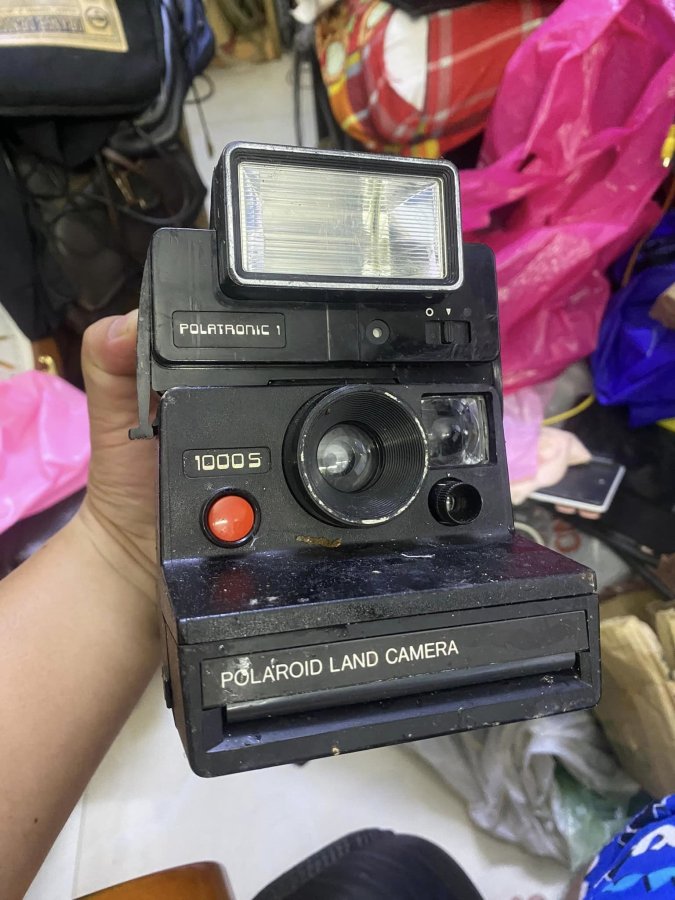 POLATRONIC 1
1000S
POLAROID LAND CAMERA